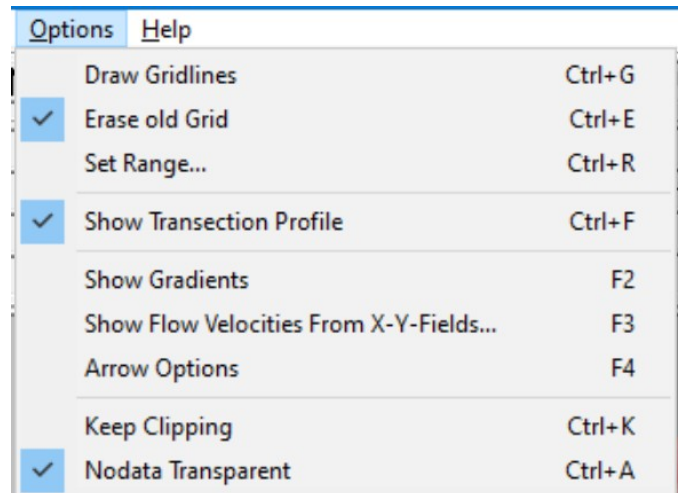 Options Help
Draw Gridlines Ctrl+G
Erase old Grid Ctrl+E
Set Range... Ctrl+R
Show Transection Profile Ctrl+F
Show Gradients F2
Show Flow Velocities From X-Y-Fields... F3
Arrow Options F4
Keep Clipping Ctrl+K
Nodata Transparent Ctrl+A